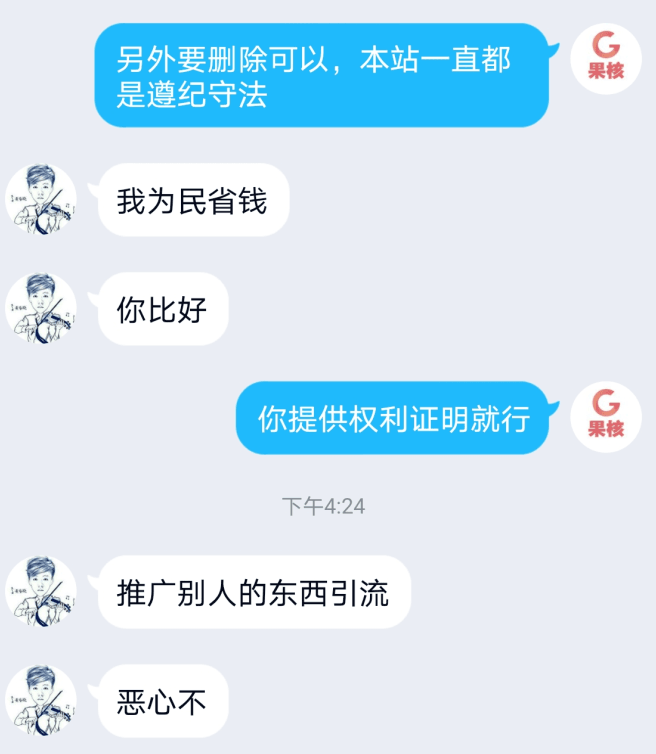 另外要删除可以，本站一直都
是遵纪守法
G
果核
我为民省钱
你比好
你提供权利证明就行
G
果核
下午4:24
推广别人的东西引流
恶心不